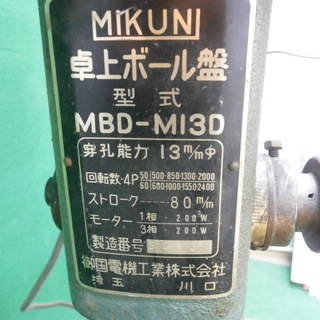 MIKUNI
卓上ボール盤
型式
MBD-M13D
穿孔能力 13m/mφ
回転数・4P 50 500・850・1300・2000
60 600・1000・1550・2400
ストローク------80m/m
モーター 1相・200W
3相・200W
製造番号
御国電機工業株式会社
埼玉 川口